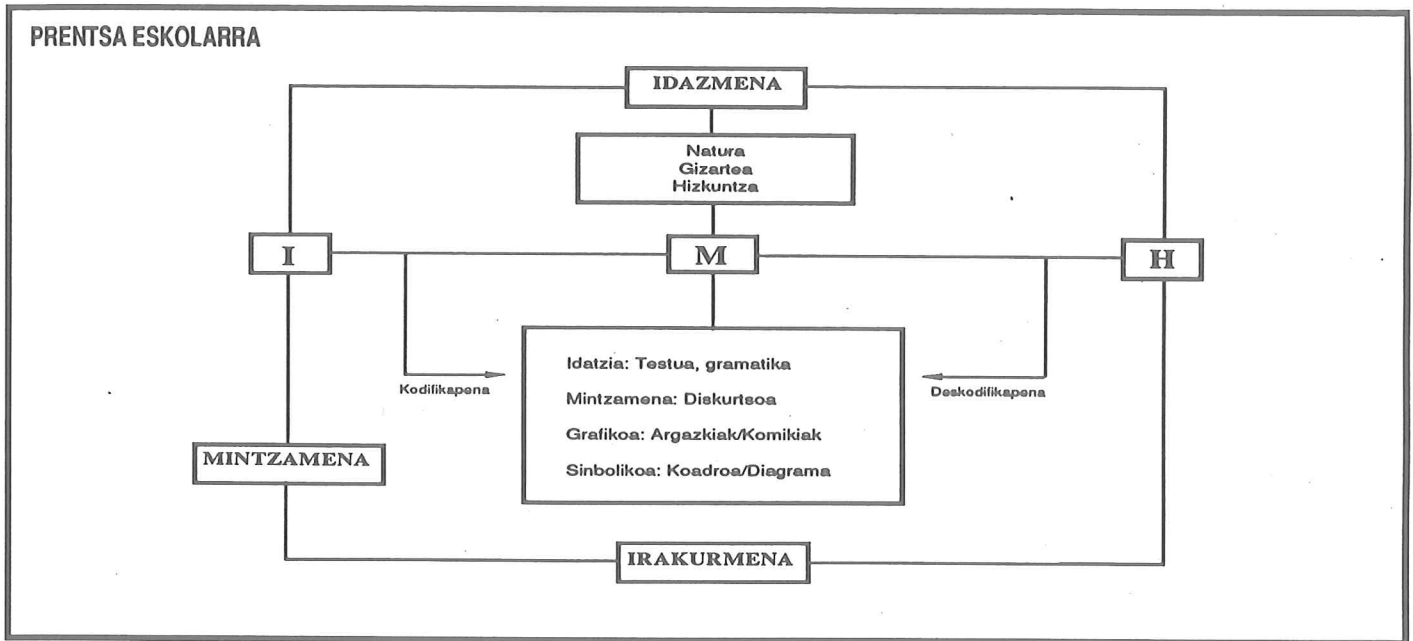 PRENTSA ESKOLARRA
IDAZMENA
Natura
Gizartea
Hizkuntza
I
M
H
Idatzia: Testua, gramatika
Kodifikapena
Deskodifikapena
Mintzamena: Diskurtsoa
Grafikoa: Argazkiak/Komikiak
MINTZAMENA
Sinbolikoa: Koadroa/Diagrama
IRAKURMENA